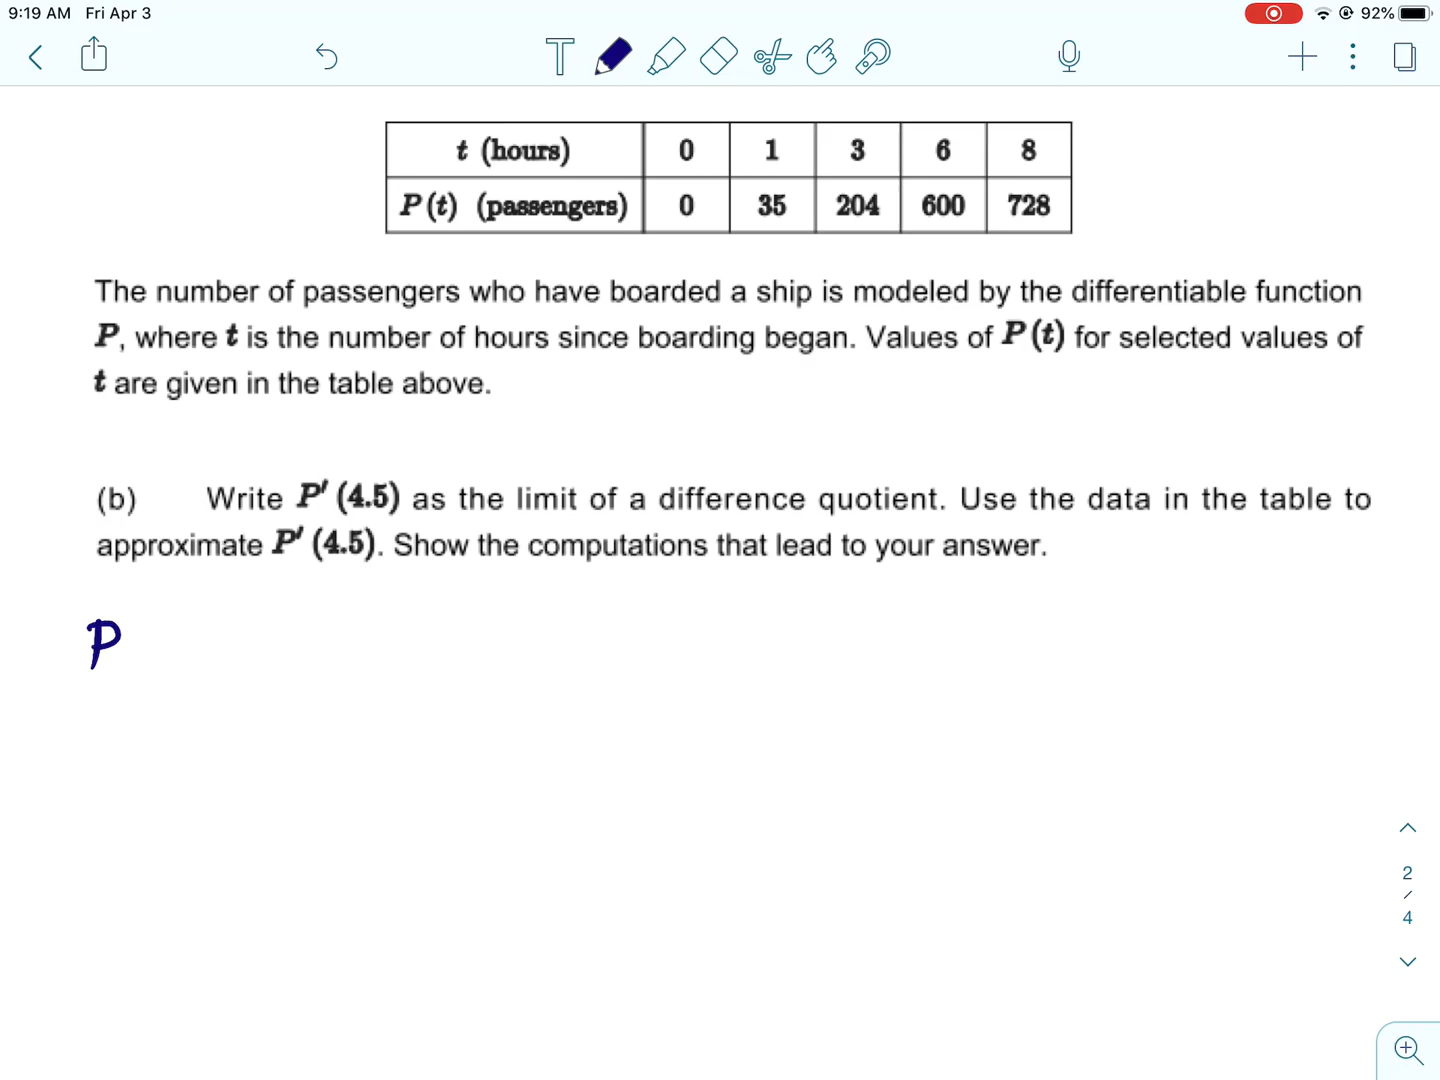 9:19 AM Fri Apr 3 92%
T
t (hours) 0 1 3 6 8
P(t) (passengers) 0 35 204 600 728
The number of passengers who have boarded a ship is modeled by the differentiable function
P, where t is the number of hours since boarding began. Values of P(t) for selected values of
t are given in the table above.
(b) Write P′(4.5) as the limit of a difference quotient. Use the data in the table to
approximate P′(4.5). Show the computations that lead to your answer.
P
2
/
4